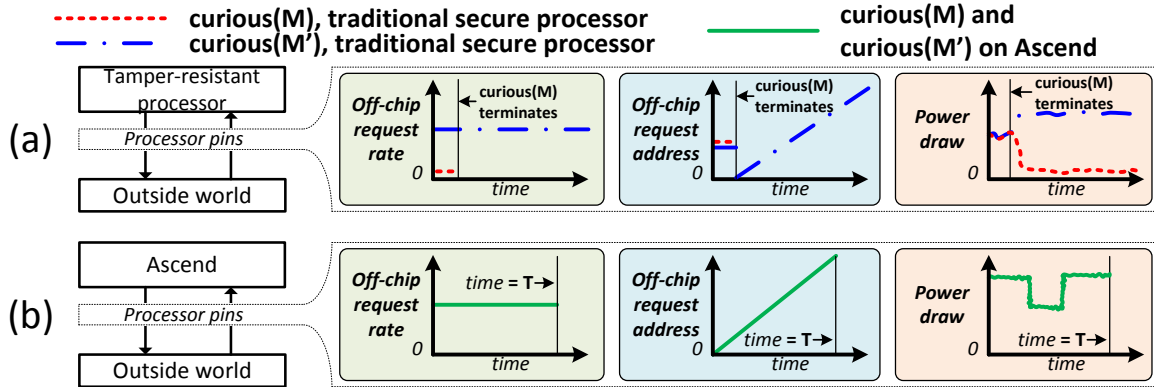 curious(M), traditional secure processor
curious(M’), traditional secure processor
curious(M) and
curious(M’) on Ascend
(a)
Tamper-resistant
processor
Processor pins
Outside world
Off-chip
request
rate
0
time
curious(M)
terminates
Off-chip
request
address
0
time
curious(M)
terminates
Power
draw
0
time
curious(M)
terminates
(b)
Ascend
Processor pins
Outside world
Off-chip
request
rate
0
time
time = T
Off-chip
request
address
0
time
time = T
Power
draw
0
time
time = T